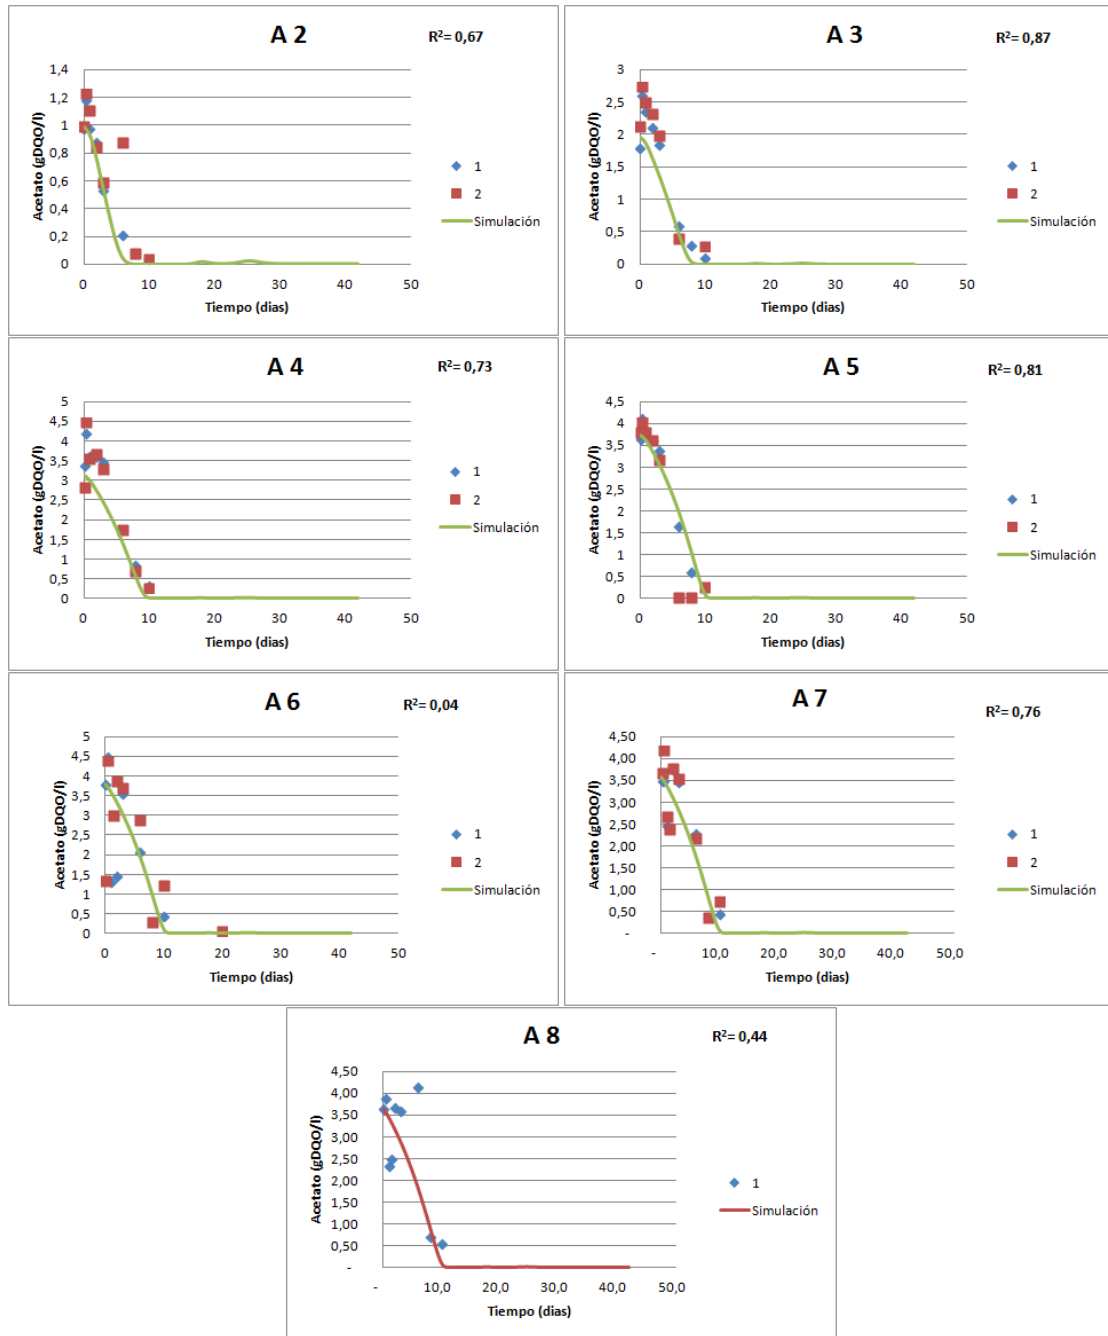 A 2
R²= 0,67
1,4
1,2
1
0,8
0,6
0,4
0,2
0
Acetato (gDQO/l)
0 10 20 30 40 50
Tiempo (dias)
1
2
Simulación
A 3
R²= 0,87
3
2,5
2
1,5
1
0,5
0
Acetato (gDQO/l)
0 10 20 30 40 50
Tiempo (dias)
1
2
Simulación
A 4
R²= 0,73
5
4,5
4
3,5
3
2,5
2
1,5
1
0,5
0
Acetato (gDQO/l)
0 10 20 30 40 50
Tiempo (dias)
1
2
Simulación
A 5
R²= 0,81
4,5
4
3,5
3
2,5
2
1,5
1
0,5
0
Acetato (gDQO/l)
0 10 20 30 40 50
Tiempo (dias)
1
2
Simulación
A 6
R²= 0,04
5
4,5
4
3,5
3
2,5
2
1,5
1
0,5
0
Acetato (gDQO/l)
0 10 20 30 40 50
Tiempo (dias)
1
2
Simulación
A 7
R²= 0,76
4,50
4,00
3,50
3,00
2,50
2,00
1,50
1,00
0,50
-
Acetato (gDQO/l)
- 10,0 20,0 30,0 40,0 50,0
Tiempo (dias)
1
2
Simulación
A 8
R²= 0,44
4,50
4,00
3,50
3,00
2,50
2,00
1,50
1,00
0,50
-
Acetato (gDQO/l)
- 10,0 20,0 30,0 40,0 50,0
Tiempo (dias)
1
Simulación